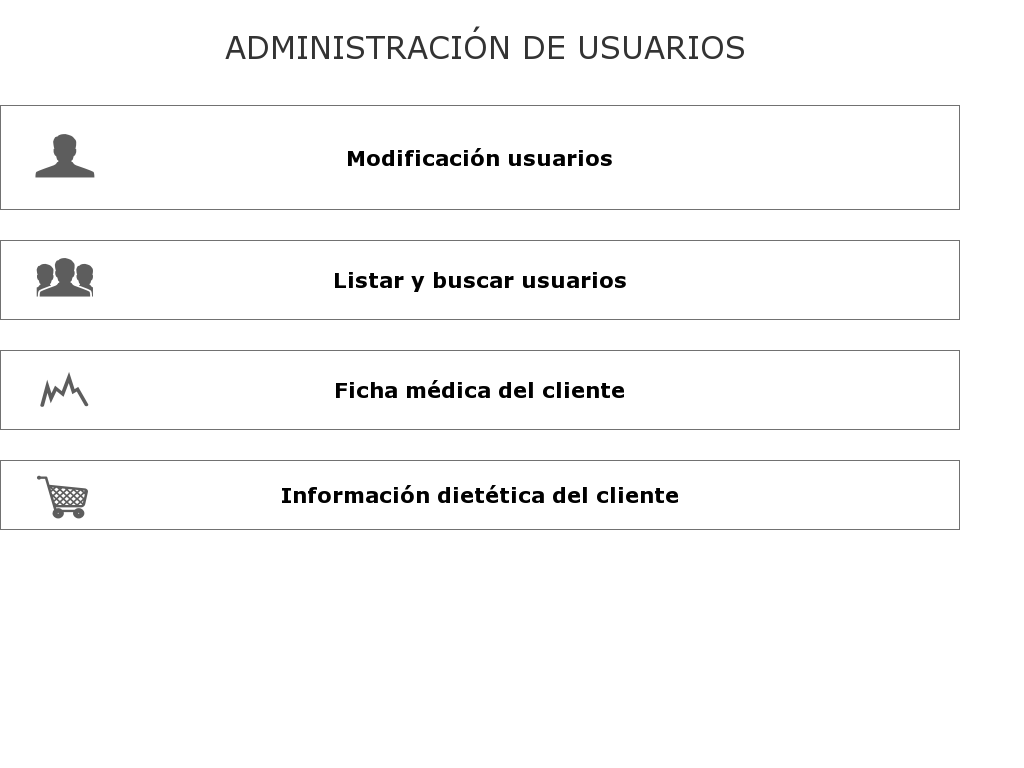 ADMINISTRACIÓN DE USUARIOS
Modificación usuarios
Listar y buscar usuarios
Ficha médica del cliente
Información dietética del cliente